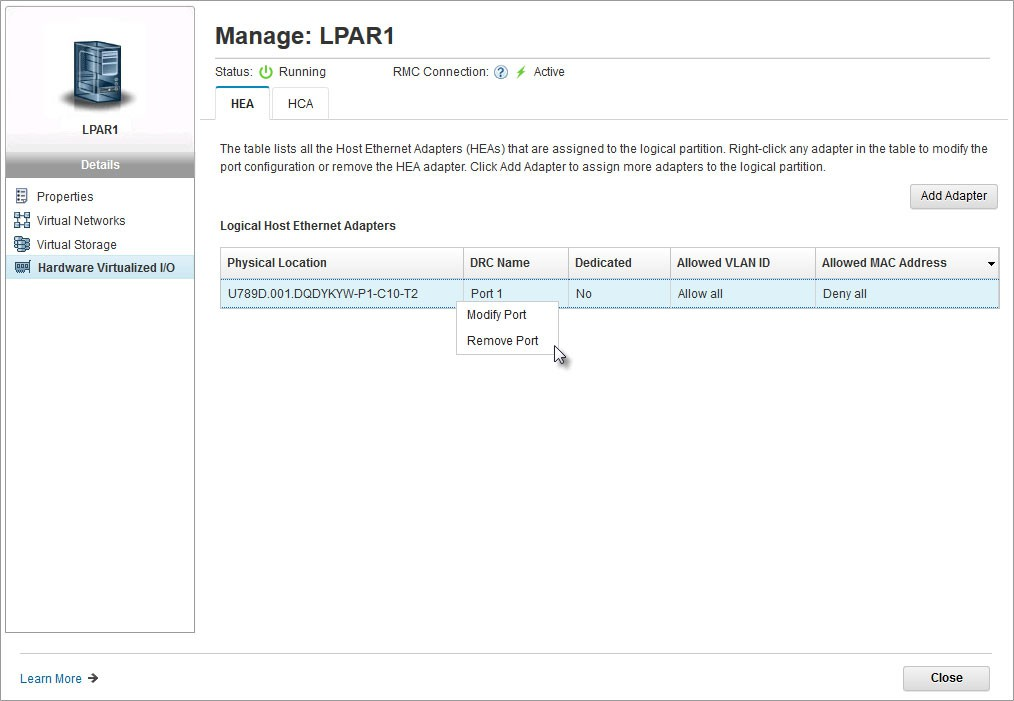 Manage: LPAR1
Status: Running RMC Connection: ? Active
LPAR1
Details
Properties
Virtual Networks
Virtual Storage
Hardware Virtualized I/O
HEA HCA
The table lists all the Host Ethernet Adapters (HEAs) that are assigned to the logical partition. Right-click any adapter in the table to modify the
port configuration or remove the HEA adapter. Click Add Adapter to assign more adapters to the logical partition.
Add Adapter
Logical Host Ethernet Adapters
Physical Location DRC Name Dedicated Allowed VLAN ID Allowed MAC Address
U789D.001.DQDYKYW-P1-C10-T2 Port 1 No Allow all Deny all
Modify Port
Remove Port
Learn More
Close